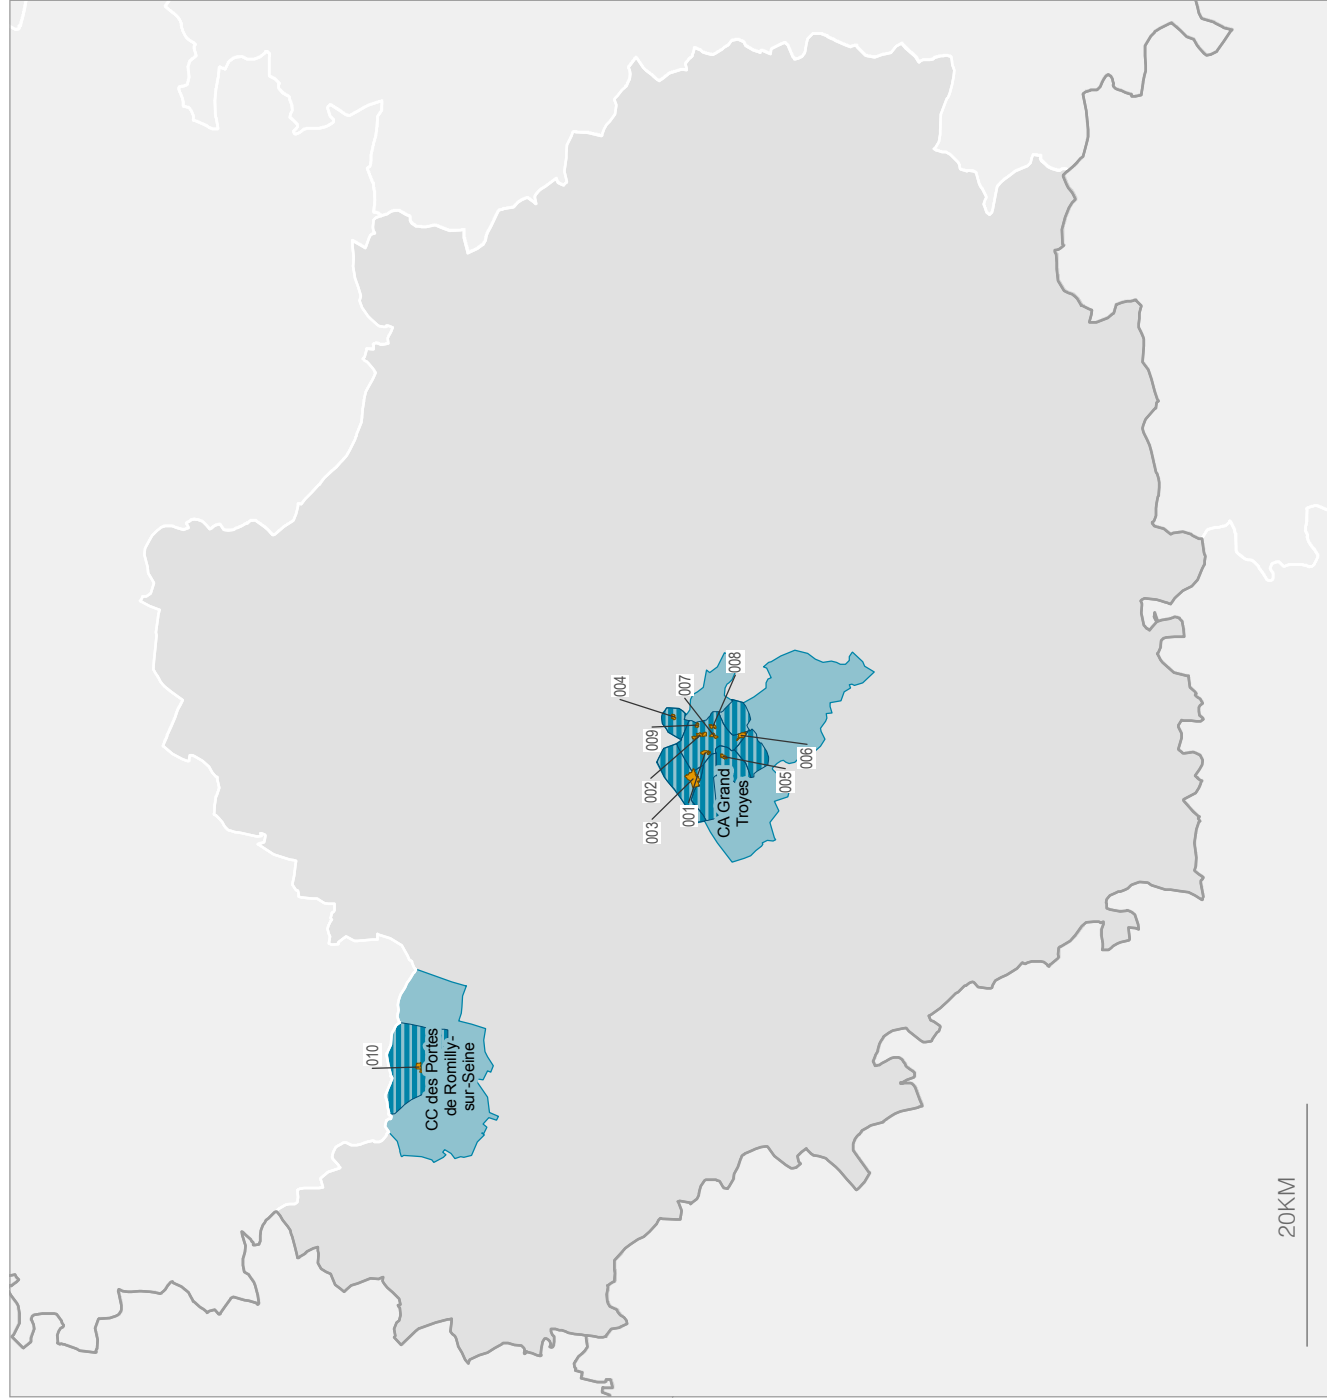 010
CC des Portes
de Romilly-
sur-Seine
004
009
007
008
002
003
001
CA Grand
Troyes
005
006
20KM